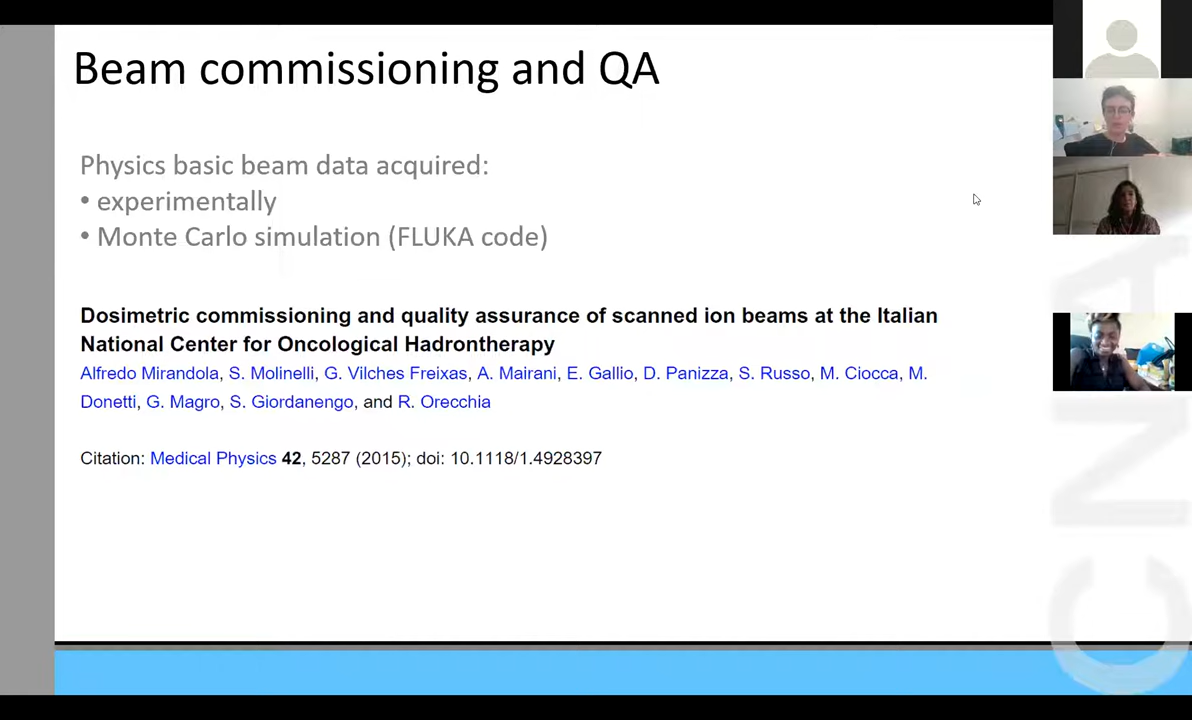 Beam commissioning and QA
Physics basic beam data acquired:
• experimentally
• Monte Carlo simulation (FLUKA code)
Dosimetric commissioning and quality assurance of scanned ion beams at the Italian
National Center for Oncological Hadrontherapy
Alfredo Mirandola, S. Molinelli, G. Vilches Freixas, A. Mairani, E. Gallio, D. Panizza, S. Russo, M. Ciocca, M.
Donetti, G. Magro, S. Giordanengo, and R. Orecchia
Citation: Medical Physics 42, 5287 (2015); doi: 10.1118/1.4928397
CNA